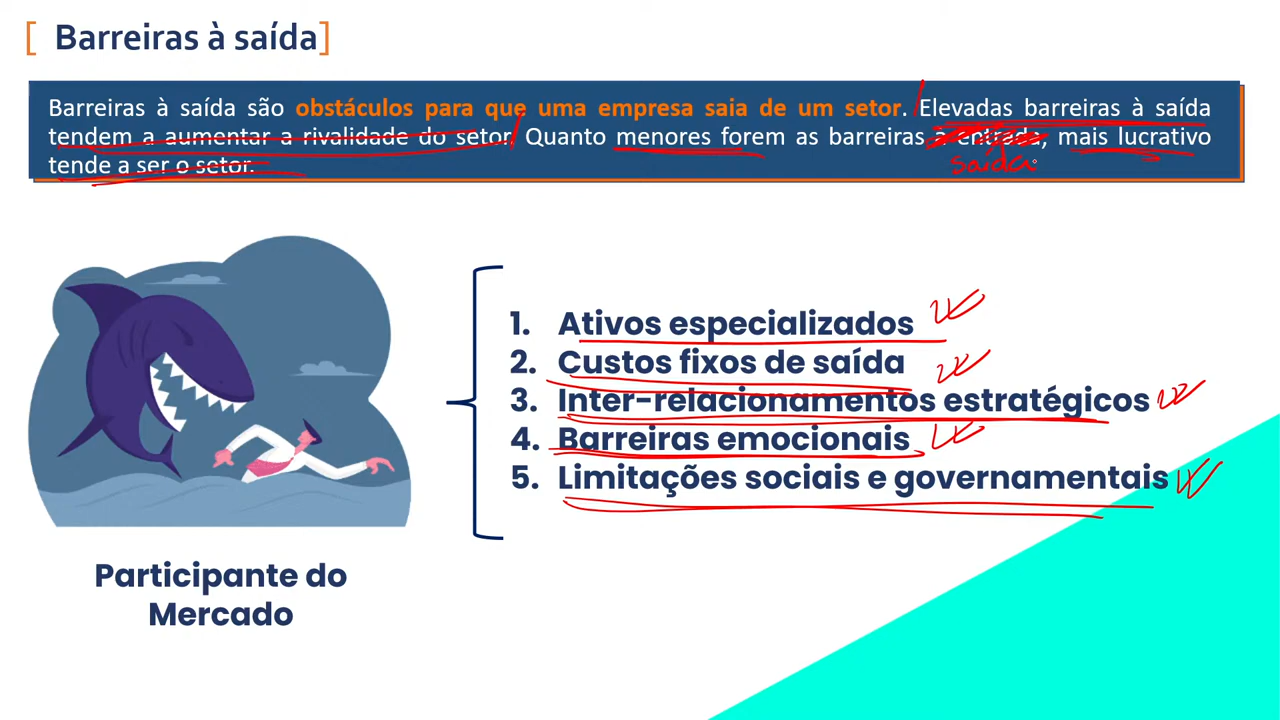 [ Barreiras à saída]
Barreiras à saída são obstáculos para que uma empresa saia de um setor. Elevadas barreiras à saída
tendem a aumentar a rivalidade do setor. Quanto menores forem as barreiras à entrada, mais lucrativo
saída
tende a ser o setor.
1. Ativos especializados
2. Custos fixos de saída
3. Inter-relacionamentos estratégicos
4. Barreiras emocionais
5. Limitações sociais e governamentais
Participante do
Mercado